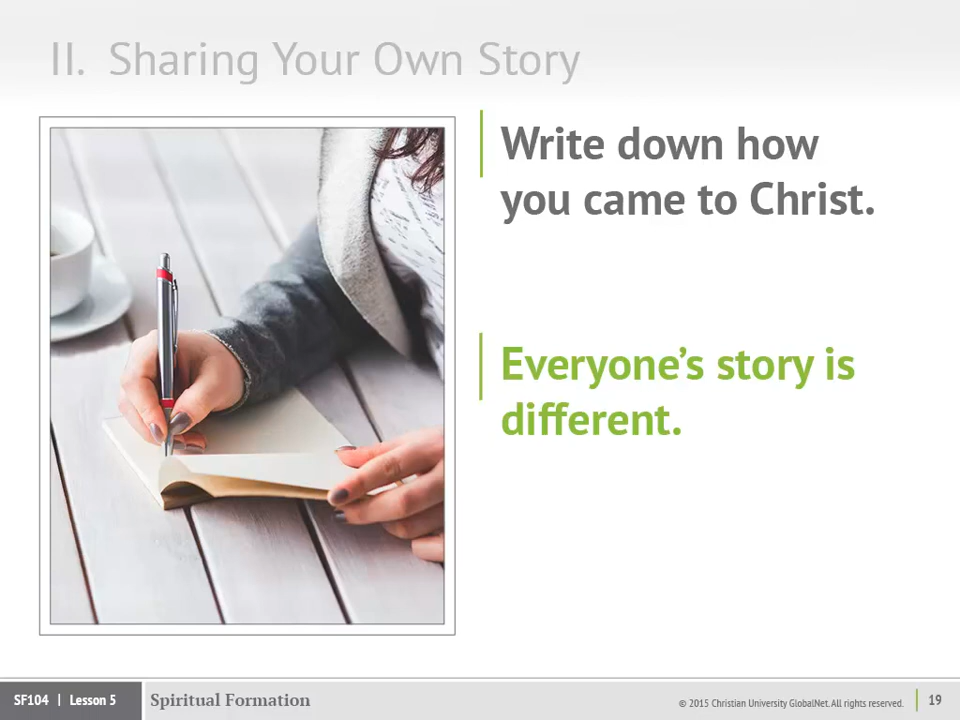 II. Sharing Your Own Story
Write down how
you came to Christ.
Everyone’s story is
different.
SF104 | Lesson 5
Spiritual Formation
© 2015 Christian University GlobalNet. All rights reserved.
19